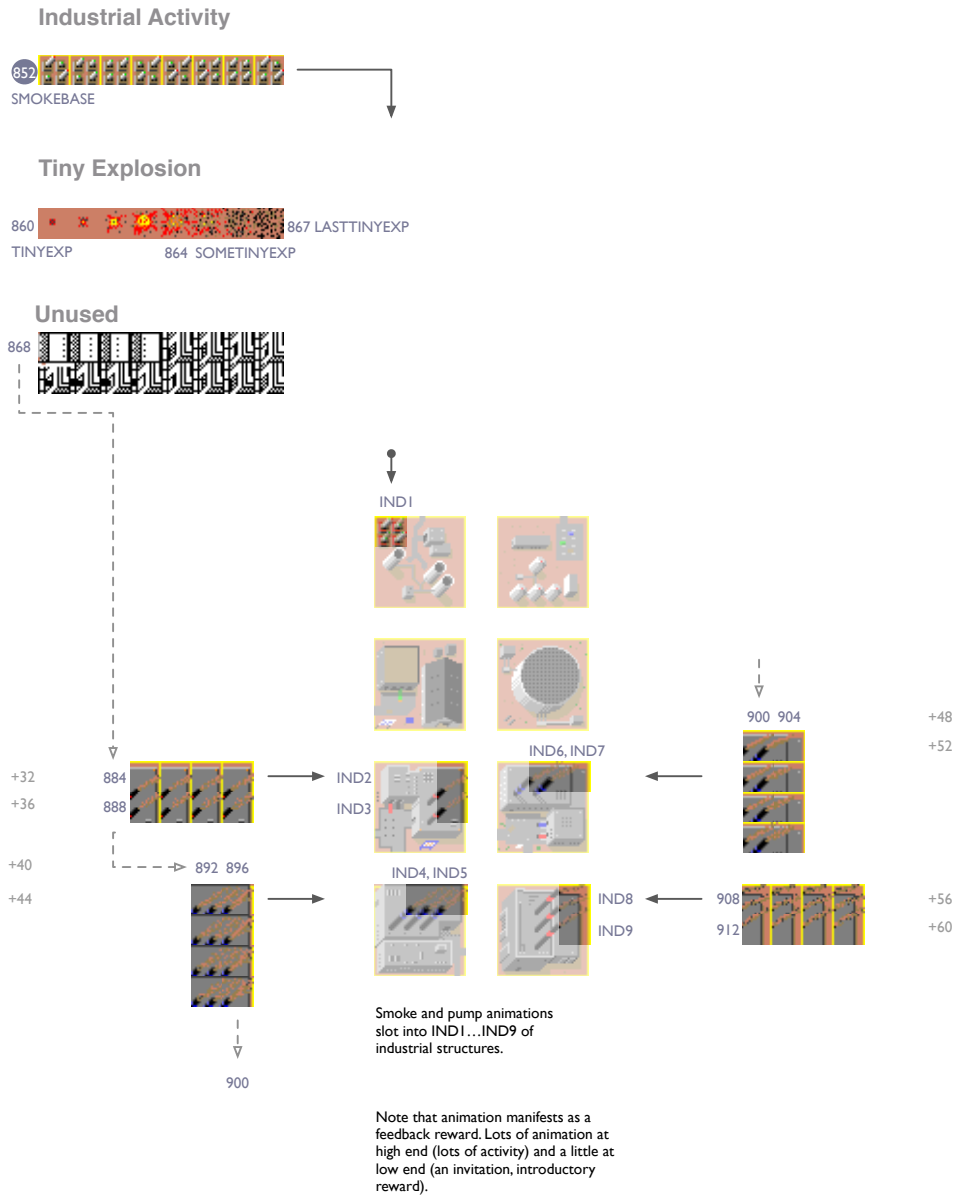 Industrial Activity
852
SMOKEBASE
Tiny Explosion
860
867 LASTTINYEXP
TINYEXP
864 SOMETINYEXP
Unused
868
IND1
900 904
+48
+52
IND6, IND7
+32
884
IND2
+36
888
IND3
+40
892 896
IND4, IND5
+44
IND8
908
+56
IND9
912
+60
Smoke and pump animations
slot into IND1…IND9 of
industrial structures.
900
Note that animation manifests as a
feedback reward. Lots of animation at
high end (lots of activity) and a little at
low end (an invitation, introductory
reward).